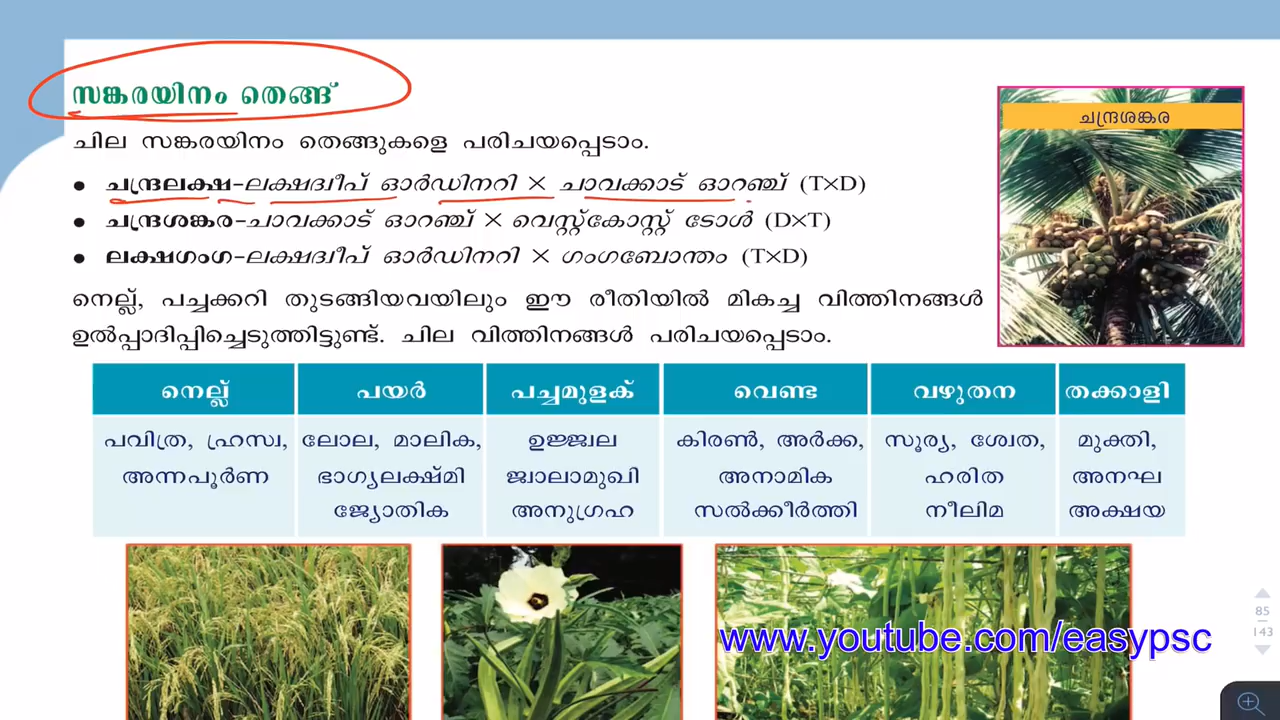 സങ്കരയിനം തെങ്ങ്
ചില സങ്കരയിനം തെങ്ങുകളെ പരിചയപ്പെടാം.
• ചന്ദ്രലക്ഷ-ലക്ഷദ്വീപ് ഓർഡിനറി × ചാവക്കാട് ഓറഞ്ച് (T×D)
• ചന്ദ്രശങ്കര-ചാവക്കാട് ഓറഞ്ച് × വെസ്റ്റ്കോസ്റ്റ് ടോൾ (D×T)
• ലക്ഷഗംഗ-ലക്ഷദ്വീപ് ഓർഡിനറി × ഗംഗബോന്തം (T×D)
ചന്ദ്രശങ്കര
നെല്ല്, പച്ചക്കറി തുടങ്ങിയവയിലും ഈ രീതിയിൽ മികച്ച വിത്തിനങ്ങൾ
ഉൽപ്പാദിപ്പിച്ചെടുത്തിട്ടുണ്ട്. ചില വിത്തിനങ്ങൾ പരിചയപ്പെടാം.
നെല്ല് പയർ പച്ചമുളക് വെണ്ട വഴുതന തക്കാളി
പവിത്ര, ഹ്രസ്വ, ലോല, മാലിക, ഉജ്ജ്വല കിരൺ, അർക്ക, സൂര്യ, ശ്വേത, മുക്തി,
അന്നപൂർണ ഭാഗ്യലക്ഷ്മി ജ്വാലാമുഖി അനാമിക ഹരിത അനഘ
ജ്യോതിക അനുഗ്രഹ സൽക്കീർത്തി നീലിമ അക്ഷയ
www.youtube.com/easypsc
85
143